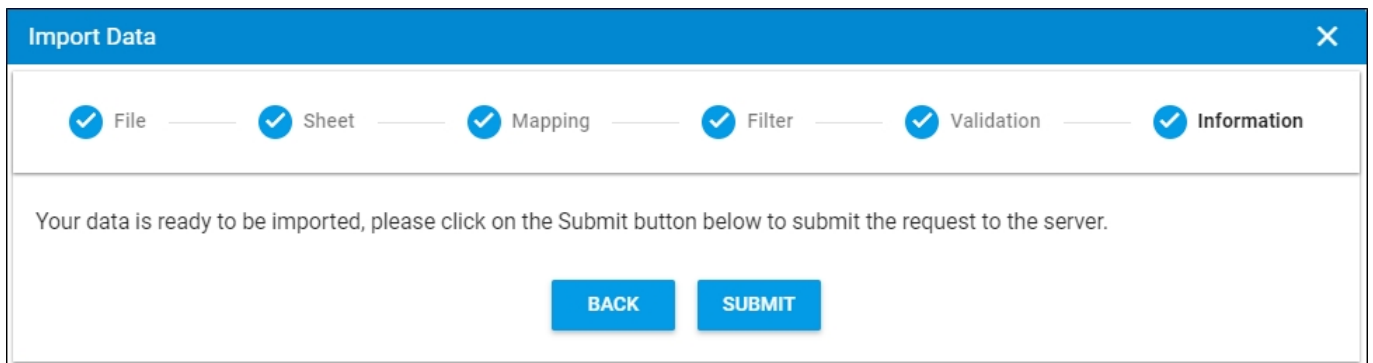 Import Data
File Sheet Mapping Filter Validation Information
Your data is ready to be imported, please click on the Submit button below to submit the request to the server.
BACK SUBMIT